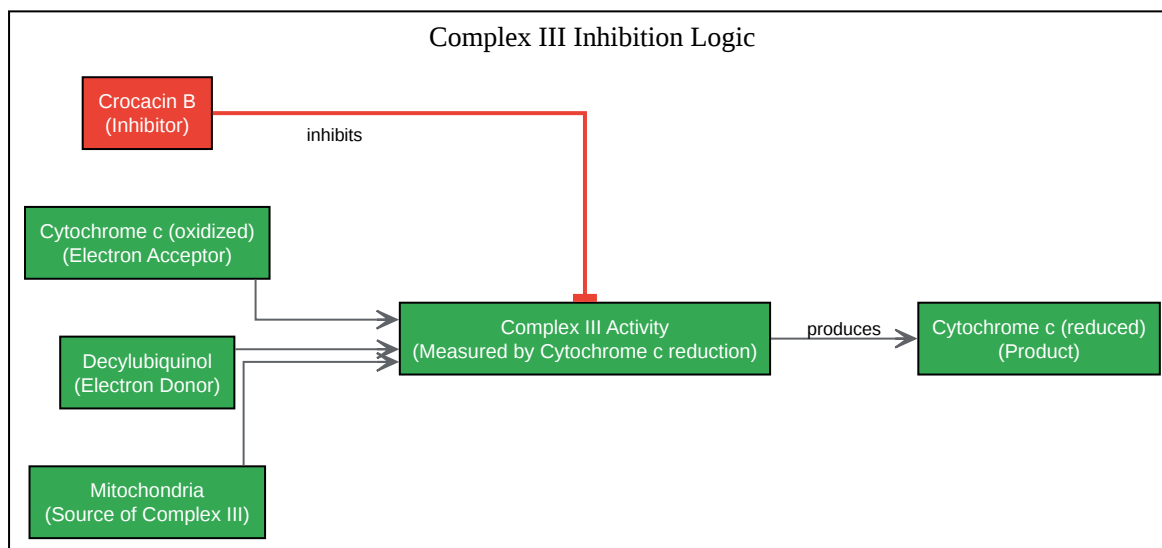 Complex III Inhibition Logic
Crocacin B
(Inhibitor)
inhibits
Cytochrome c (oxidized)
(Electron Acceptor)
Decylubiquinol
(Electron Donor)
Mitochondria
(Source of Complex III)
Complex III Activity
(Measured by Cytochrome c reduction)
produces
Cytochrome c (reduced)
(Product)